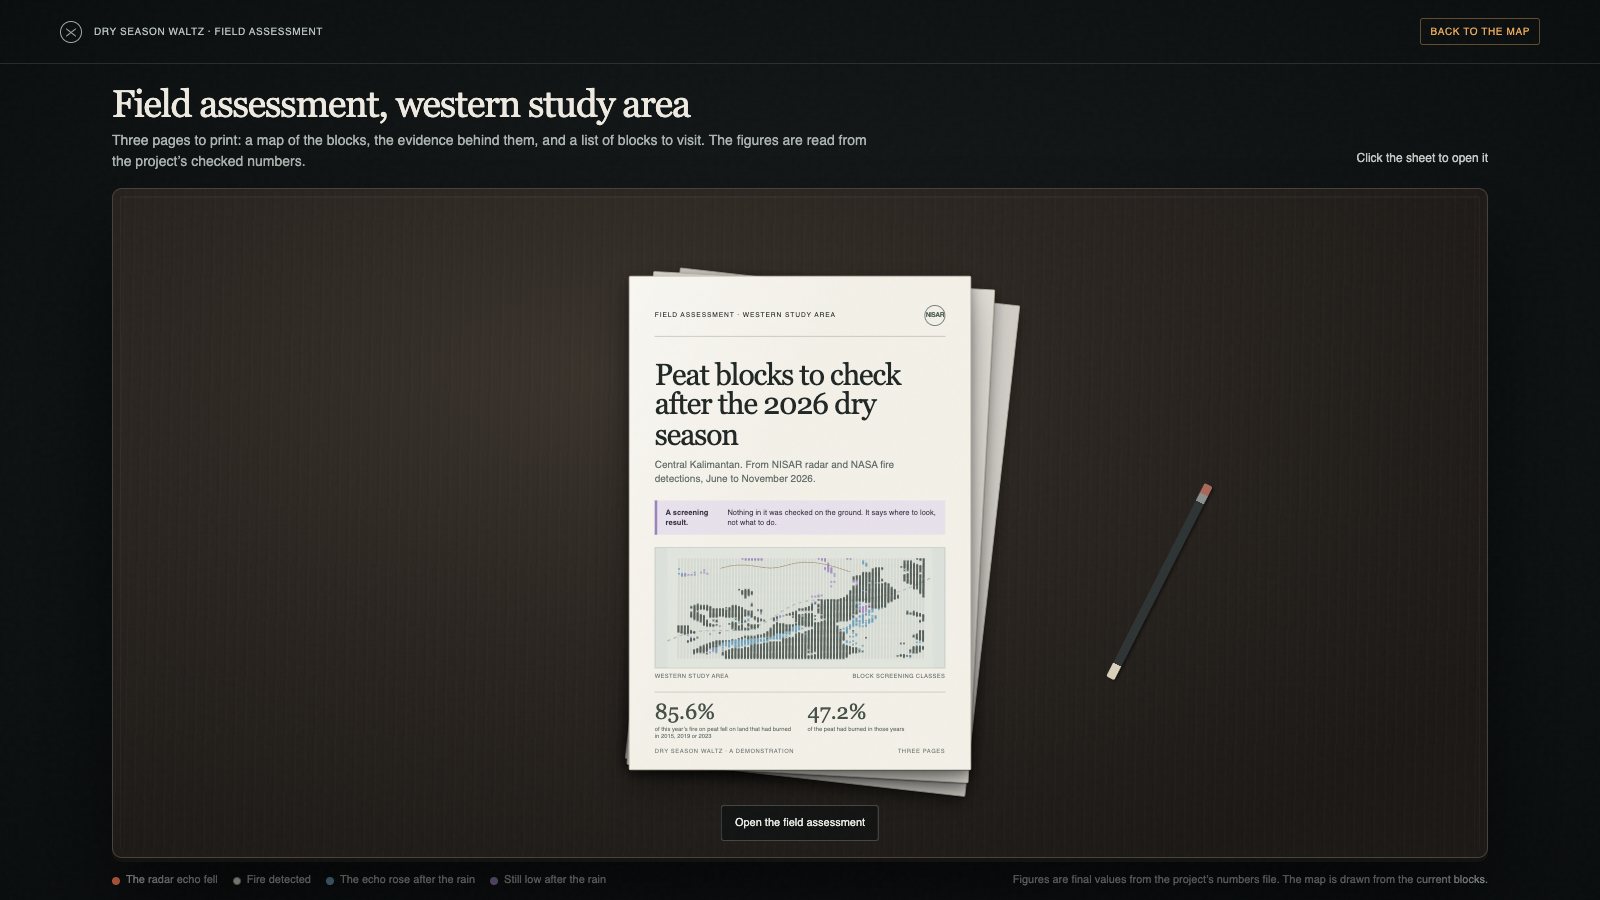 DRY SEASON WALTZ · FIELD ASSESSMENT
BACK TO THE MAP
Field assessment, western study area
Three pages to print: a map of the blocks, the evidence behind them, and a list of blocks to visit. The figures are read from
the project's checked numbers.
Click the sheet to open it
FIELD ASSESSMENT · WESTERN STUDY AREA
NISAR
Peat blocks to check
after the 2026 dry
season
Central Kalimantan. From NISAR radar and NASA fire
detections, June to November 2026.
A screening
result.
Nothing in it was checked on the ground. It says where to look,
not what to do.
WESTERN STUDY AREA
BLOCK SCREENING CLASSES
85.6%
of this year's fire on peat fell on land that had burned
in 2015, 2019 or 2023
47.2%
of the peat had burned in those years
DRY SEASON WALTZ · A DEMONSTRATION
THREE PAGES
Open the field assessment
The radar echo fell
Fire detected
The echo rose after the rain
Still low after the rain
Figures are final values from the project's numbers file. The map is drawn from the current blocks.